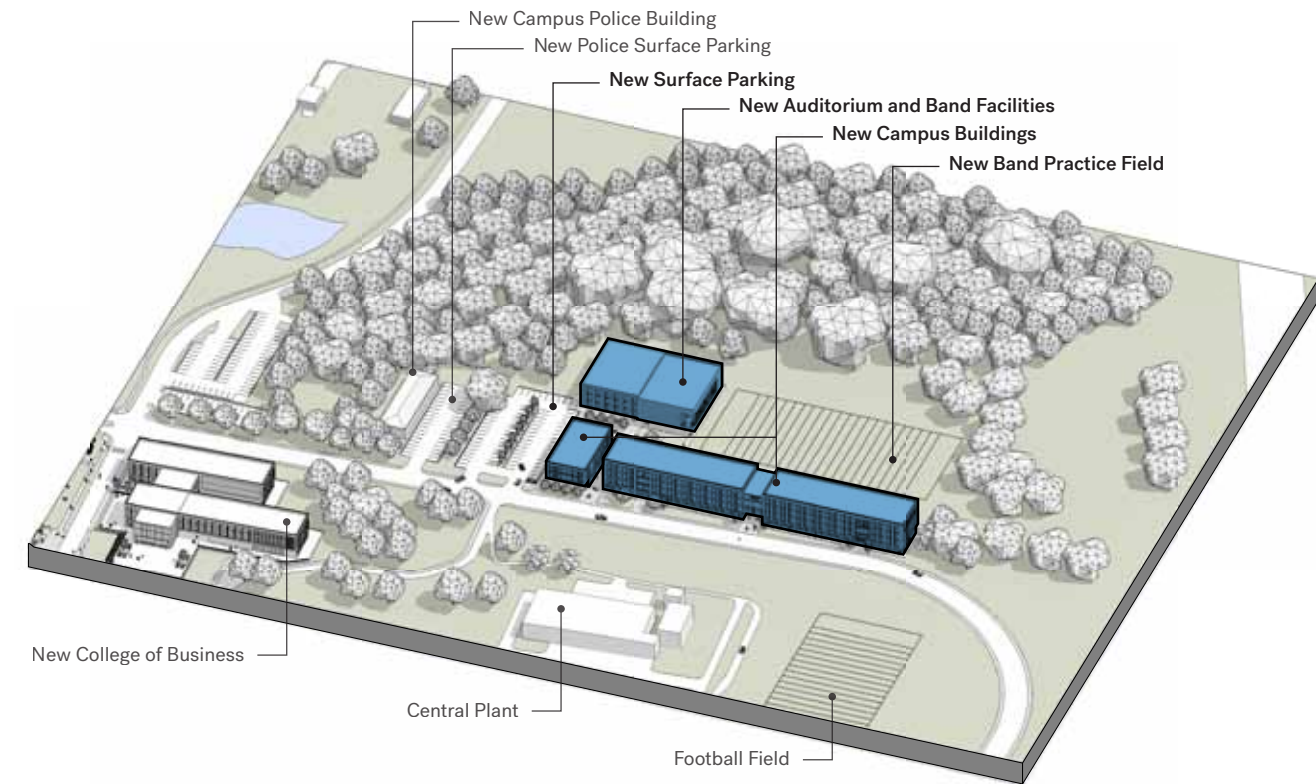 New Campus Police Building
New Police Surface Parking
New Surface Parking
New Auditorium and Band Facilities
New Campus Buildings
New Band Practice Field
New College of Business
Central Plant
Football Field